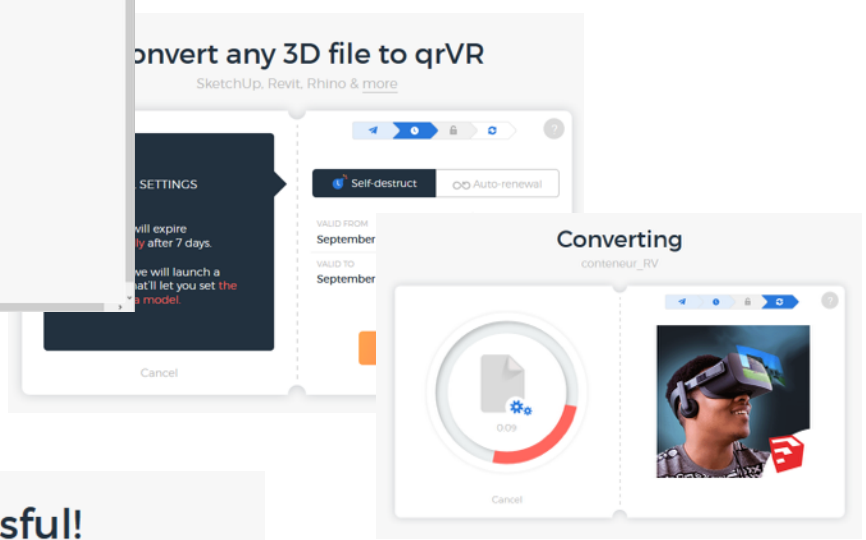 onvert any 3D file to qrVR
SketchUp, Revit, Rhino & more
SETTINGS
will expire
ly after 7 days.
we will launch a
hat'll let you set the
a model.
Cancel
Self-destruct
Auto-renewal
VALID FROM
September
VALID TO
September
Converting
conteneur_RV
0:09
Cancel
sful!